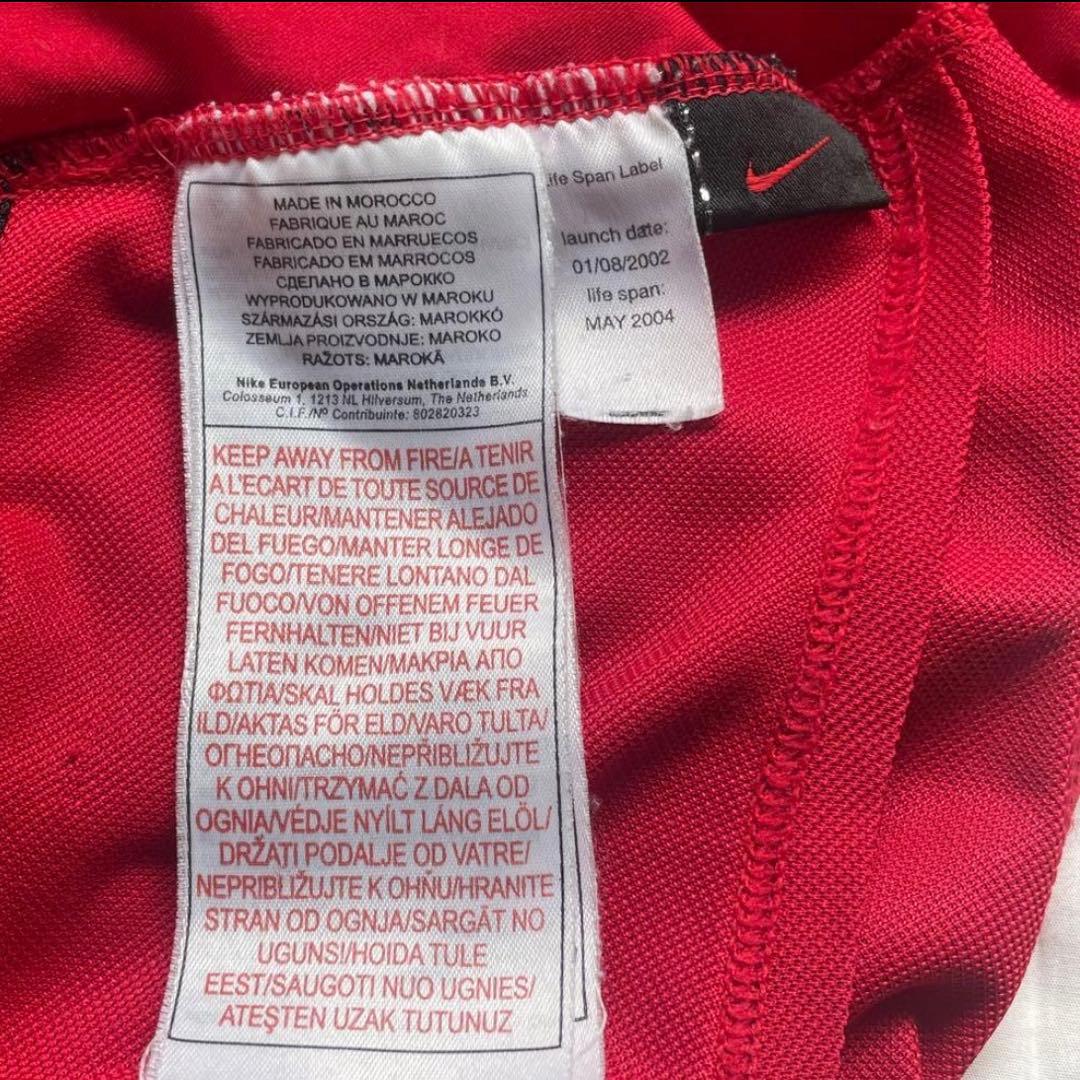 MADE IN MOROCCO
FABRIQUE AU MAROC
FABRICADO EN MARRUECOS
FABRICADO EM MARROCOS
СДЕЛАНО В МАРОККО
WYPRODUKOWANO W MAROKU
SZÁRMAZÁSI ORSZÁG: MAROKKÓ
ZEMLJA PROIZVODNJE: MAROKO
RAŽOTS: MAROKĀ
Nike European Operations Netherlands B.V.
Colosseum 1, 1213 NL Hilversum, The Netherlands
C.I.F./Nº Contribuinte: 802820323
KEEP AWAY FROM FIRE/A TENIR
A L'ECART DE TOUTE SOURCE DE
CHALEUR/MANTENER ALEJADO
DEL FUEGO/MANTER LONGE DE
FOGO/TENERE LONTANO DAL
FUOCO/VON OFFENEM FEUER
FERNHALTEN/NIET BIJ VUUR
LATEN KOMEN/ΜΑΚΡΙΑ ΑΠΟ
ΦΩΤΙΑ/SKAL HOLDES VÆK FRA
ILD/AKTAS FÖR ELD/VARO TULTA/
ОГНЕОПАСНО/NEPŘIBLIŽUJTE
K OHNI/TRZYMAĆ Z DALA OD
OGNIA/VÉDJE NYÍLT LÁNG ELÖL/
DRŽATI PODALJE OD VATRE/
NEPRIBLIŽUJTE K OHŇU/HRANITE
STRAN OD OGNJA/SARGĀT NO
UGUNSI/HOIDA TULE
EEST/SAUGOTI NUO UGNIES/
ATEŞTEN UZAK TUTUNUZ
ife Span Label
launch date:
01/08/2002
life span:
MAY 2004